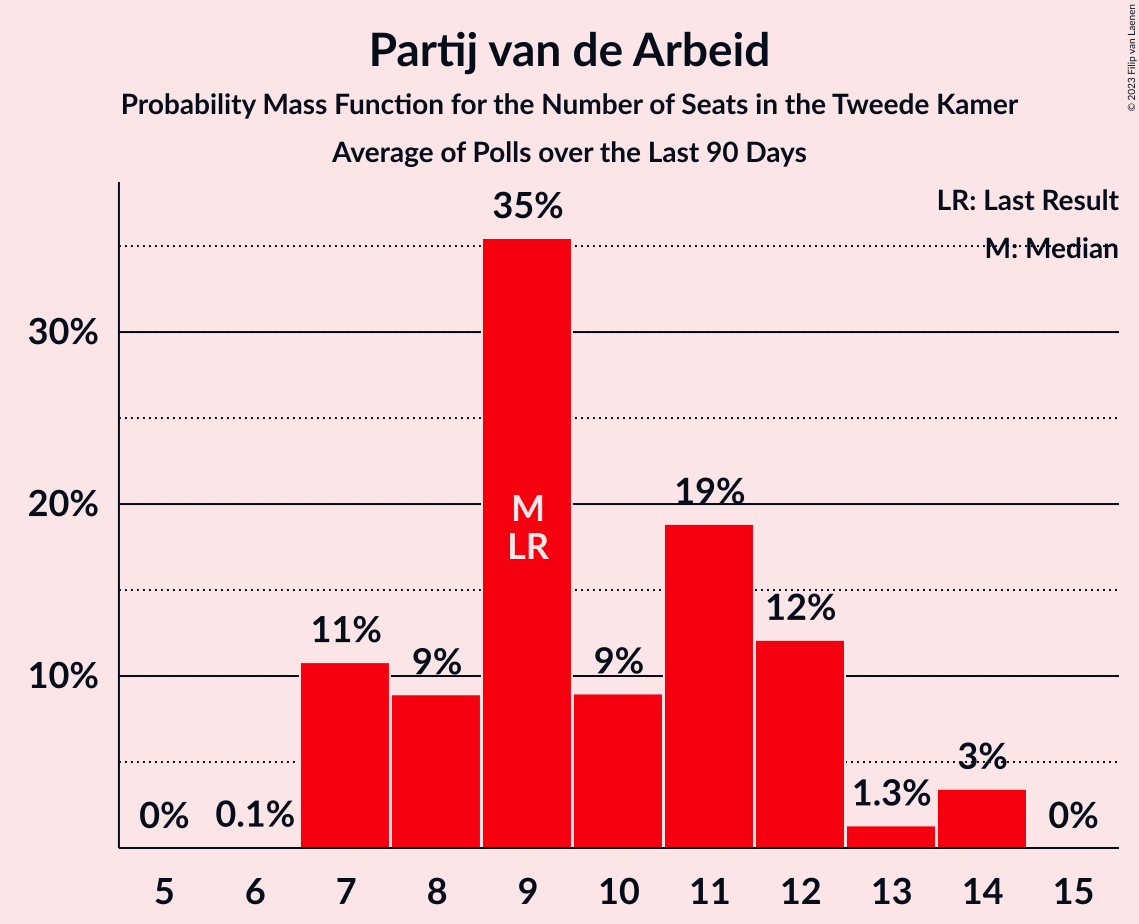 Partij van de Arbeid
Probability Mass Function for the Number of Seats in the Tweede Kamer
Average of Polls over the Last 90 Days
© 2023 Filip van Laenen
LR: Last Result
M: Median
35%
30%
20%
10%
M
LR
19%
12%
11%
9%
9%
3%
1.3%
0%
0.1%
0%
5 6 7 8 9 10 11 12 13 14 15